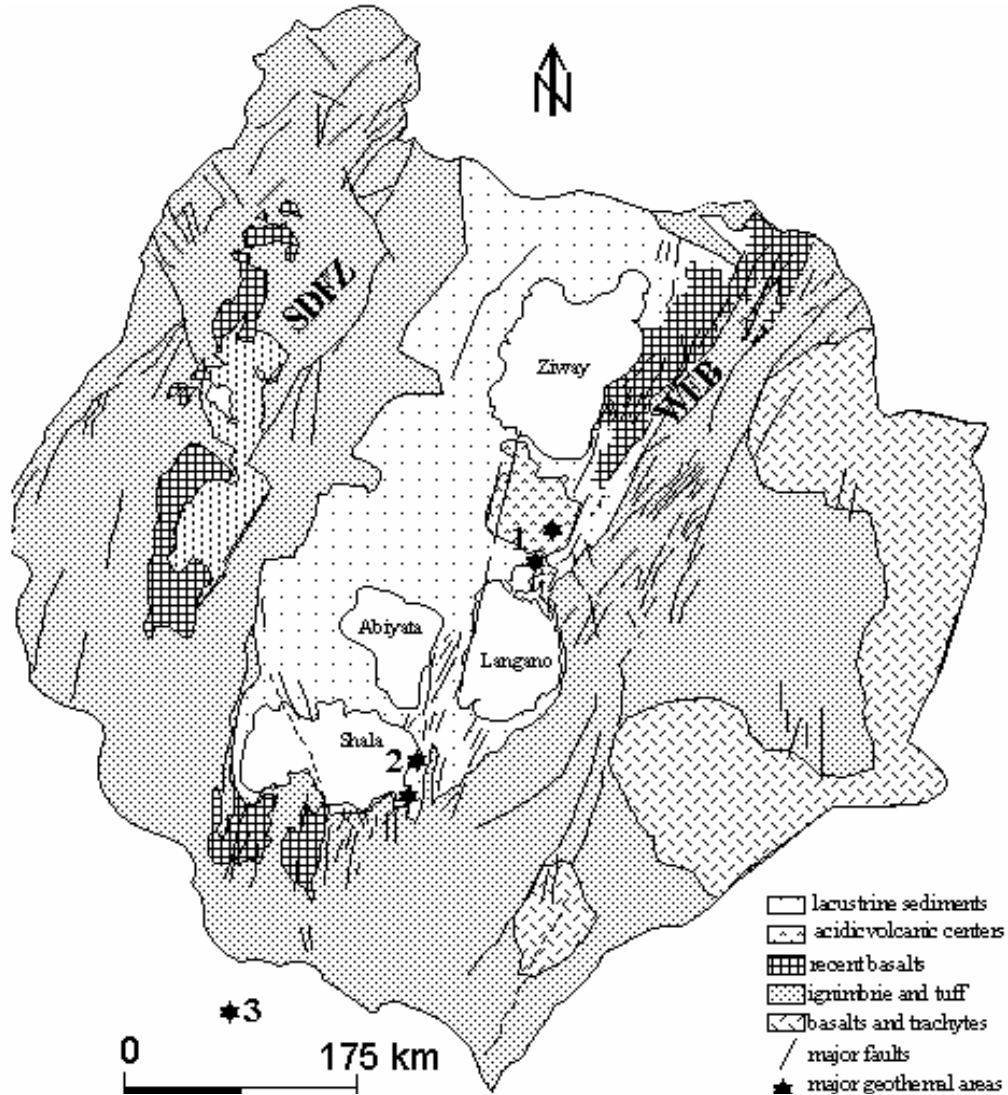 N
SDFZ
Ziway
WFB
1
Abiyata
Langano
Shala
2
lacustrine sediments
acidic volcanic centers
recent basalts
ignimbrie and tuff
basalts and trachytes
3
0 175 km
major faults
major geothermal areas